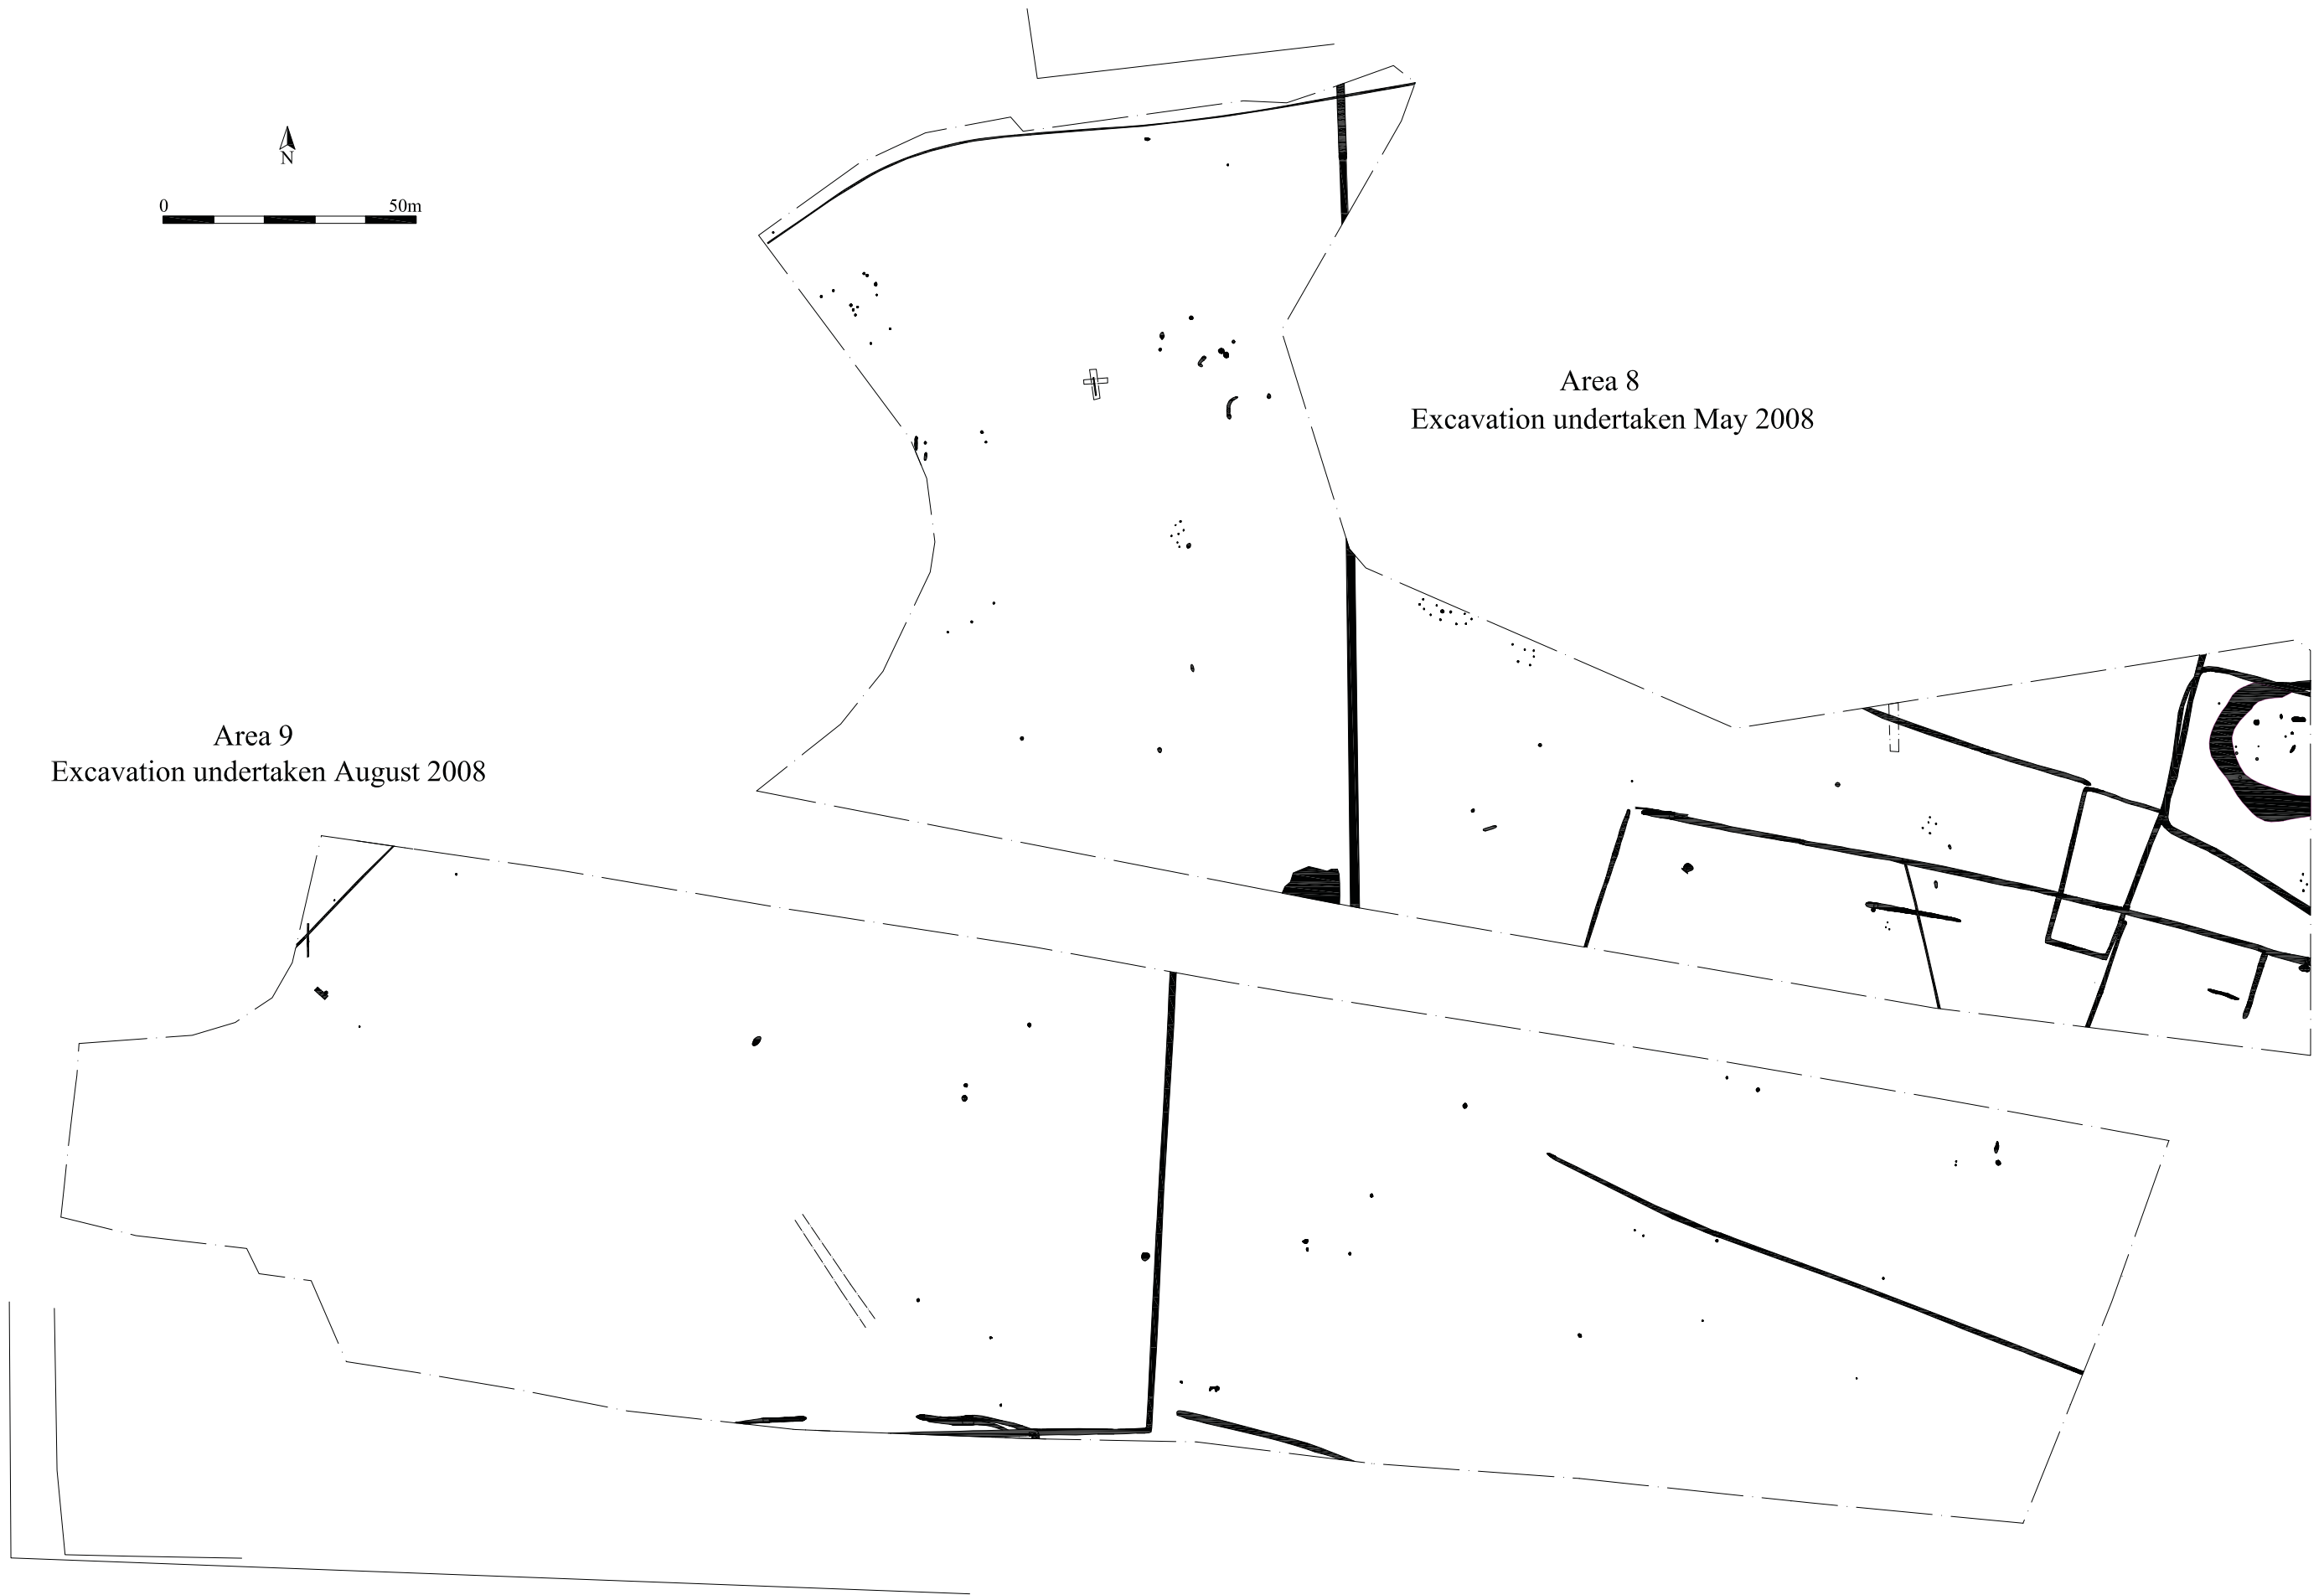 N
0 50m
Area 8
Excavation undertaken May 2008
Area 9
Excavation undertaken August 2008